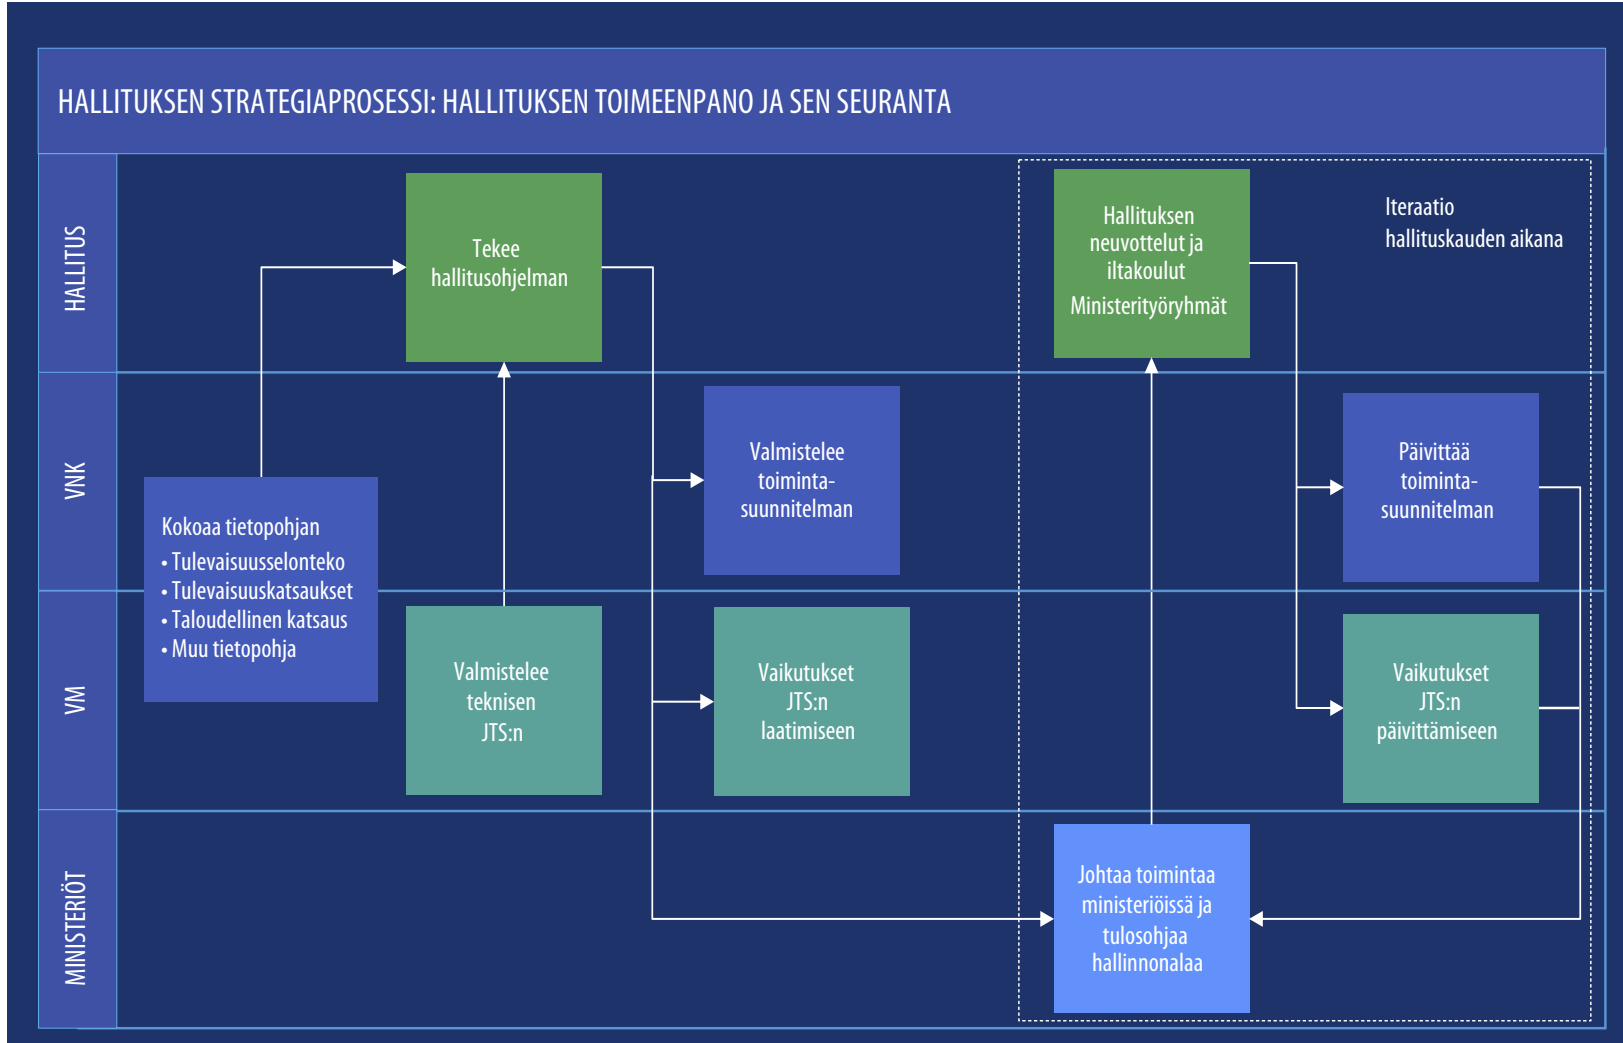 HALLITUKSEN STRATEGIAPROSESSI: HALLITUKSEN TOIMEENPANO JA SEN SEURANTA
HALLITUS
Tekee
hallitusohjelman
Hallituksen
neuvottelut ja
iltakoulut
Ministerityöryhmät
Iteraatio
hallituskauden aikana
VNK
Kokoaa tietopohjan
• Tulevaisuusselonteko
• Tulevaisuuskatsaukset
• Taloudellinen katsaus
• Muu tietopohja
Valmistelee
toiminta-
suunnitelman
Päivittää
toiminta-
suunnitelman
VM
Valmistelee
teknisen
JTS:n
Vaikutukset
JTS:n
laatimiseen
Vaikutukset
JTS:n
päivittämiseen
MINISTERIÖT
Johtaa toimintaa
ministeriöissä ja
tulosohjaa
hallinnonalaa